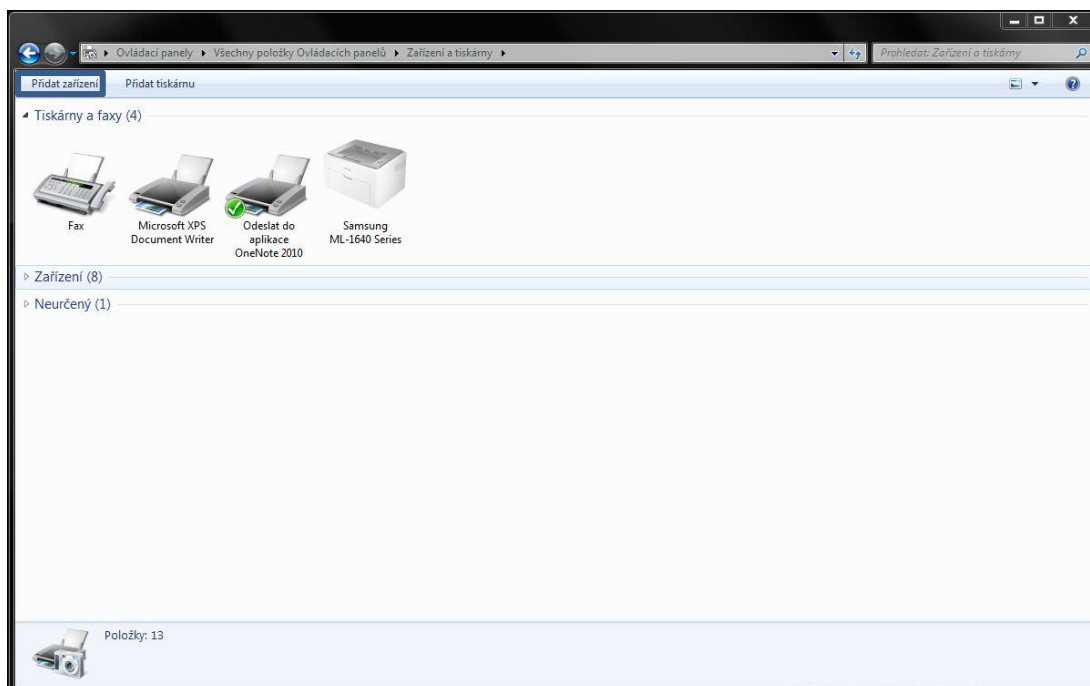 Ovládací panely ▸ Všechny položky Ovládacích panelů ▸ Zařízení a tiskárny ▸
Prohledat: Zařízení a tiskárny
Přidat zařízení Přidat tiskárnu
Tiskárny a faxy (4)
Fax
Microsoft XPS
Document Writer
Odeslat do
aplikace
OneNote 2010
Samsung
ML-1640 Series
Zařízení (8)
Neurčený (1)
Položky: 13